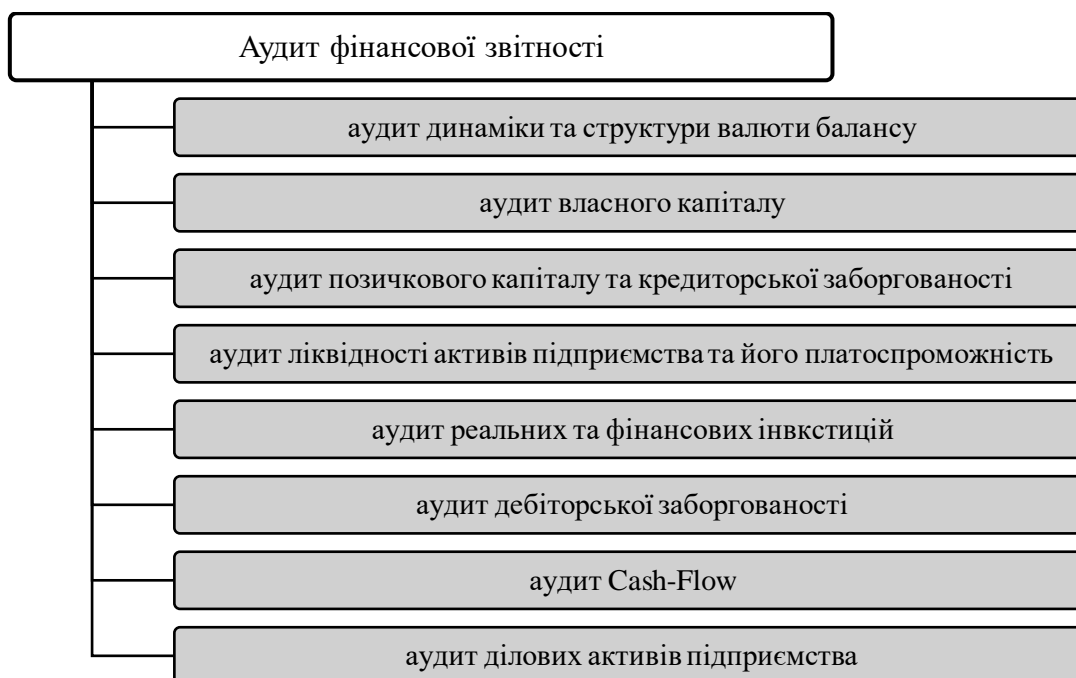 Аудит фінансової звітності
аудит динаміки та структури валюти балансу
аудит власного капіталу
аудит позичкового капіталу та кредиторської заборгованості
аудит ліквідності активів підприємства та його платоспроможність
аудит реальних та фінансових інвкстицій
аудит дебіторської заборгованості
аудит Cash-Flow
аудит ділових активів підприємства